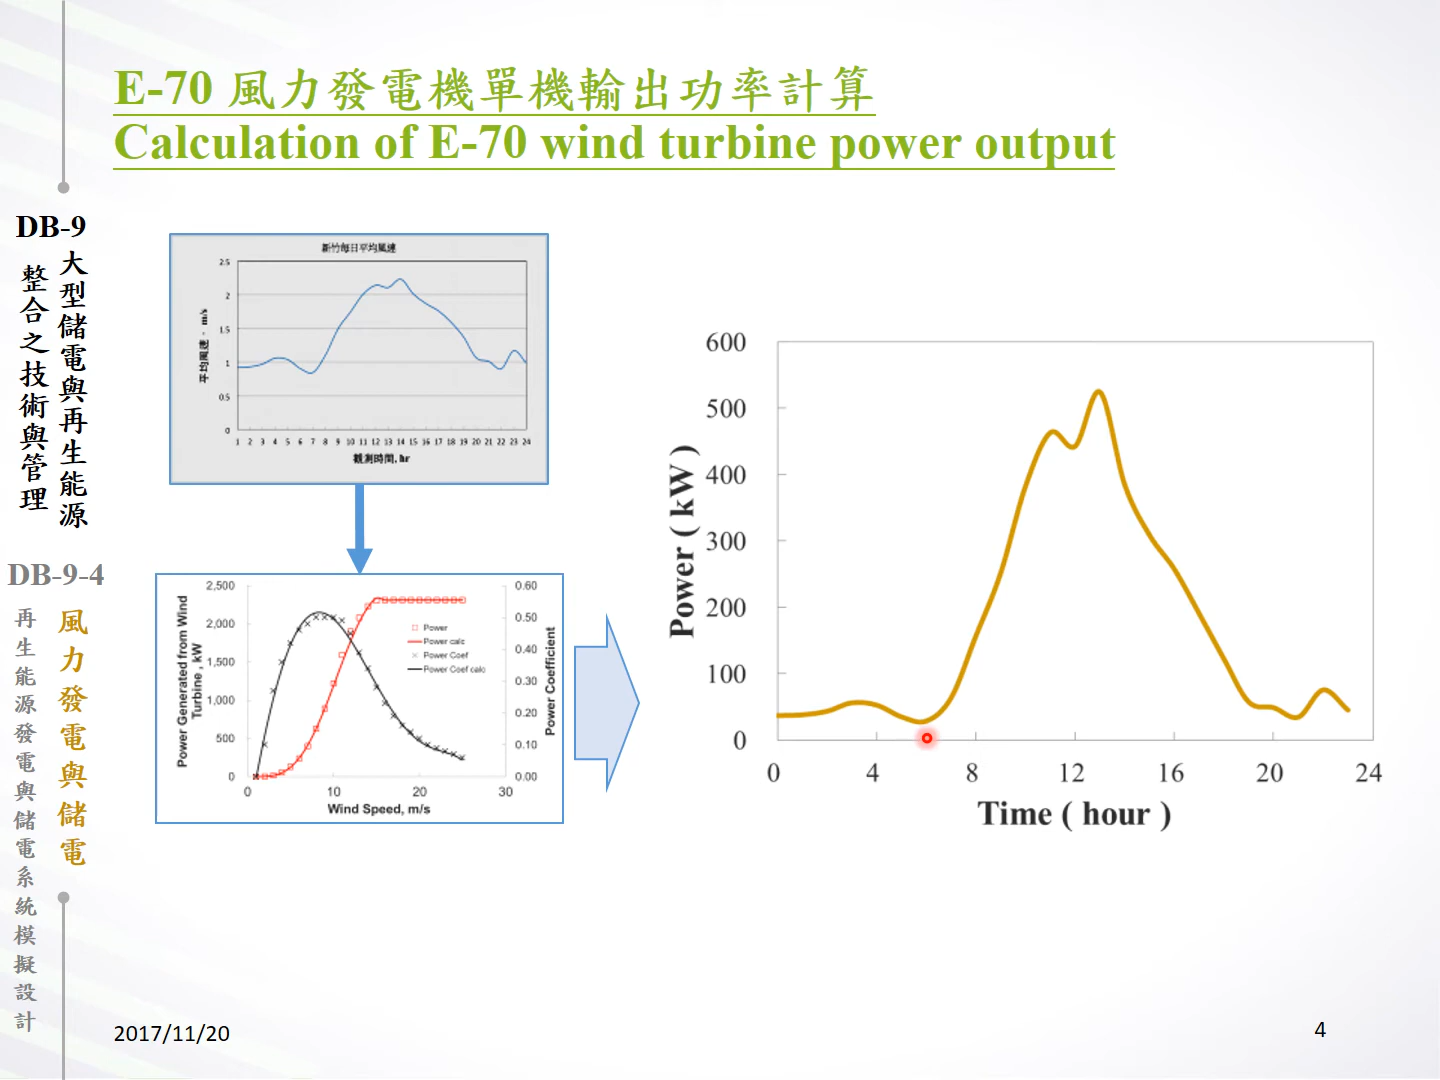 E-70 風力發電機單機輸出功率計算
Calculation of E-70 wind turbine power output
DB-9
大型儲電與再生能源
整合之技術與管理
DB-9-4
風力發電與儲電
再生能源發電與儲電系統模擬設計
新竹每日平均風速
平均風速, m/s
2.5
2
1.5
1
0.5
0
1 2 3 4 5 6 7 8 9 10 11 12 13 14 15 16 17 18 19 20 21 22 23 24
觀測時間, hr
Power Generated from Wind
Turbine , kW
2,500
2,000
1,500
1,000
500
0
0.60
0.50
0.40
0.30
0.20
0.10
0.00
Power Coefficient
Power
Power calc
Power Coef
Power Coef calc
0 10 20 30
Wind Speed, m/s
Power ( kW )
600
500
400
300
200
100
0
0 4 8 12 16 20 24
Time ( hour )
2017/11/20
4